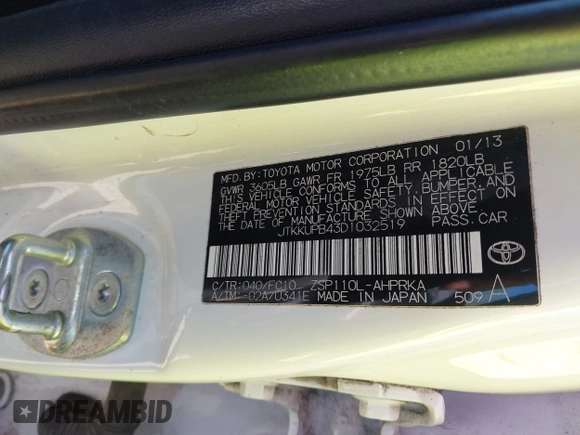 MFD. BY: TOYOTA MOTOR CORPORATION 01/13
GVWR 3605LB GAWR FR 1975LB RR 1820LB
THIS VEHICLE CONFORMS TO ALL APPLICABLE
FEDERAL MOTOR VEHICLE SAFETY, BUMPER, AND
THEFT PREVENTION STANDARDS IN EFFECT ON
THE DATE OF MANUFACTURE SHOWN ABOVE.
JTKKUPB43D1032519 PASS. CAR
C/TR:040/FC10 ZSP110L-AHPRKA
A/TM:-02A/U341E MADE IN JAPAN 509 A
DREAMBID